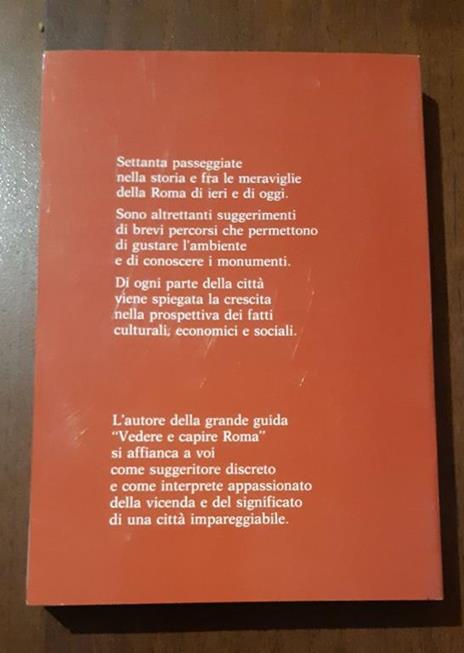 Settanta passeggiate
nella storia e fra le meraviglie
della Roma di ieri e di oggi.
Sono altrettanti suggerimenti
di brevi percorsi che permettono
di gustare l'ambiente
e di conoscere i monumenti.
Di ogni parte della città
viene spiegata la crescita
nella prospettiva dei fatti
culturali, economici e sociali.
L'autore della grande guida
"Vedere e capire Roma"
si affianca a voi
come suggeritore discreto
e come interprete appassionato
della vicenda e del significato
di una città impareggiabile.